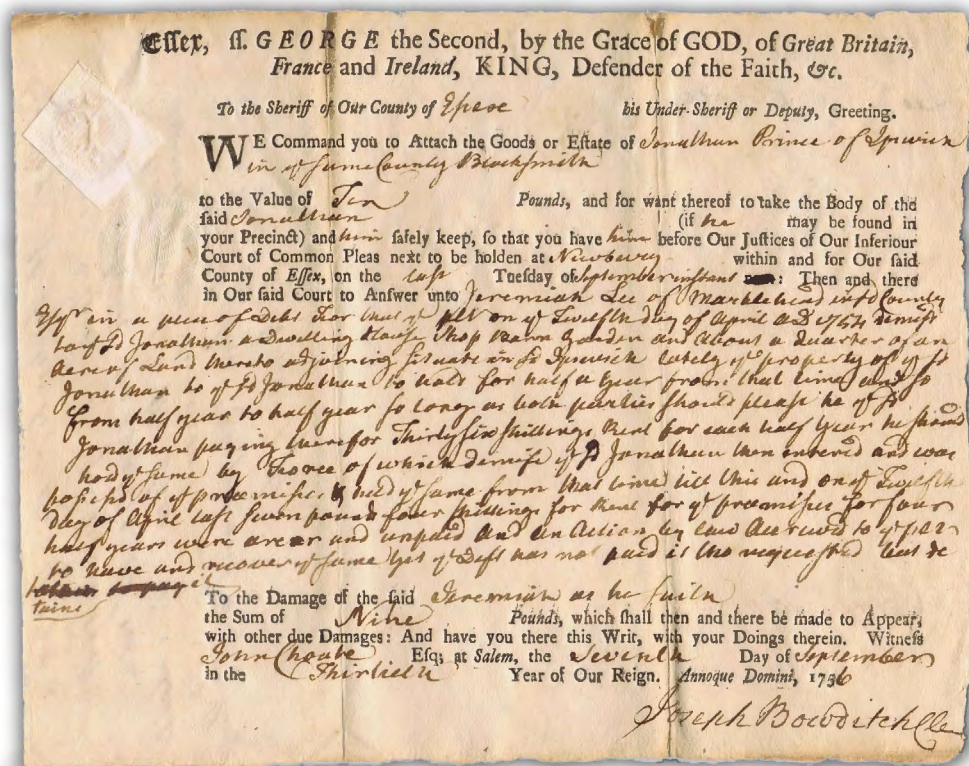 Essex, ss. GEORGE the Second, by the Grace of GOD, of Great Britain,
France and Ireland, KING, Defender of the Faith, &c.
To the Sheriff of Our County of Essex his Under-Sheriff or Deputy, Greeting.
WE Command you to Attach the Goods or Estate of Jonathan Prince of Ipswich
in ye same County Blacksmith
to the Value of Ten Pounds, and for want thereof to take the Body of the
said Jonathan (if he may be found in
your Precinct) and him safely keep, so that you have him before Our Justices of Our Inferiour
Court of Common Pleas next to be holden at Newbury within and for Our said
County of Essex, on the last Tuesday of September instant : Then and there
in Our said Court to Answer unto Jeremiah Lee of Marblehead in sd County
Esqr in a plea of Debt For that ye plt on ye Twelfth day of April AD 1754 demisd
to ye sd Jonathan a Dwelling House Shop Barn Garden and About a Quarter of an
Acre of Land thereto adjoining situate in sd Ipswich lately ye property of ye sd
Jonathan to ye sd Jonathan to hold for half a Year from that time and so
from half year to half year so long as both parties should please he ye sd
Jonathan paying therefor Thirty six shillings Rent for each half Year he should
hold ye same by Force of which demise ye sd Jonathan then entered and was
possessd of ye premises & held ye same from that time till this and on ye Twelfth
day of April last Seven pounds four shillings for Rent for ye premises for four
half years were arear and unpaid And an Action by law Accrued to ye
to have and recover ye same Yet ye Deft has not paid it tho requested but de
tains
To the Damage of the said Jeremiah as he saith
the Sum of Nine Pounds, which shall then and there be made to Appear,
with other due Damages: And have you there this Writ, with your Doings therein. Witness
John Choate Esq; at Salem, the Seventh Day of September
in the Thirtieth Year of Our Reign. Annoque Domini, 1756
Joseph Bowditch Cler